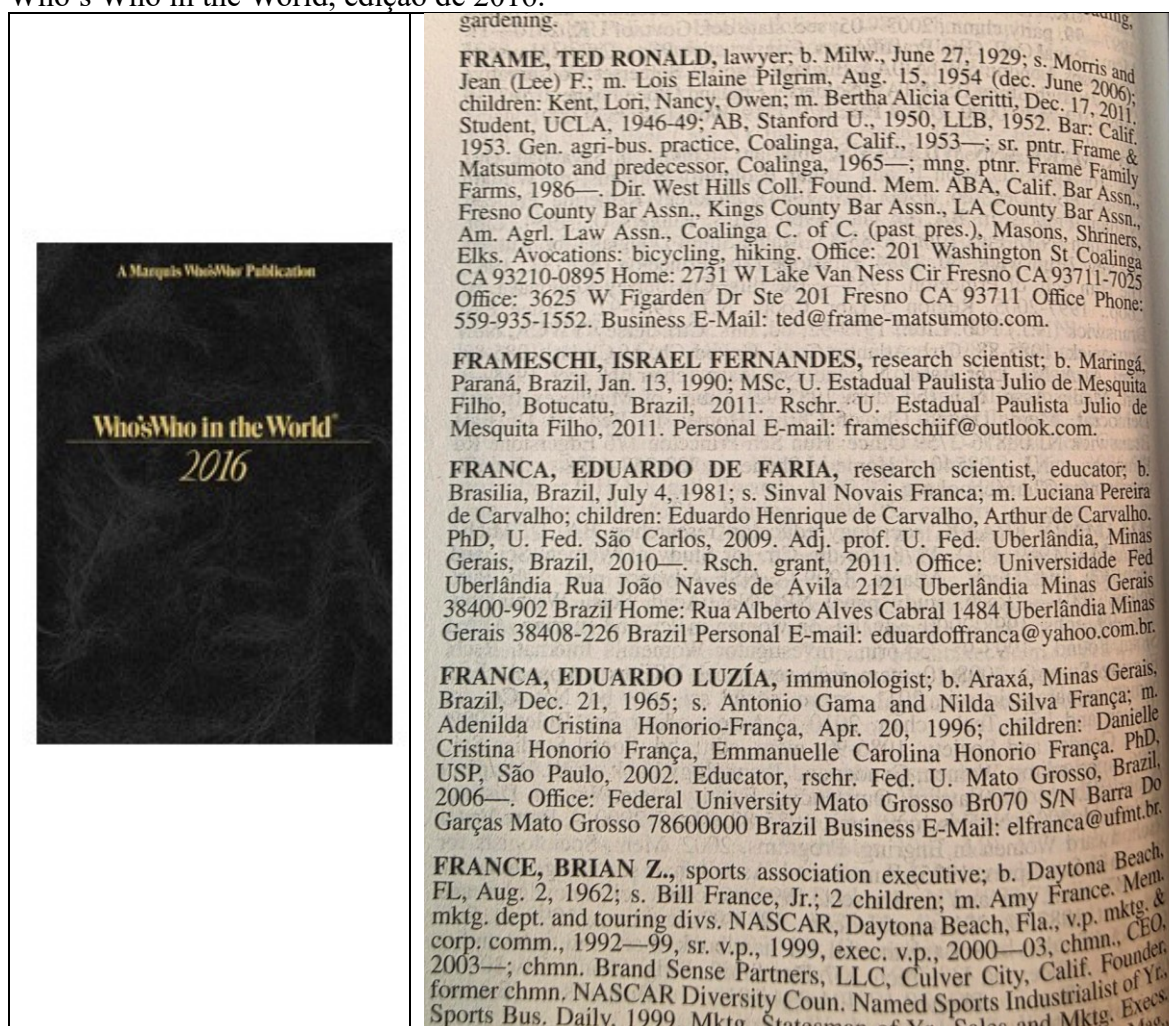 Who's Who in the World, edição de 2016.
A Marquis Who'sWho Publication
Who'sWho in the World®
2016
gardening.
FRAME, TED RONALD, lawyer; b. Milw., June 27, 1929; s. Morris and
Jean (Lee) F.; m. Lois Elaine Pilgrim, Aug. 15, 1954 (dec. June 2006);
children: Kent, Lori, Nancy, Owen; m. Bertha Alicia Ceritti, Dec. 17, 2011.
Student, UCLA, 1946-49; AB, Stanford U., 1950, LLB, 1952. Bar: Calif.
1953. Gen. agri-bus. practice, Coalinga, Calif., 1953—; sr. pntr. Frame &
Matsumoto and predecessor, Coalinga, 1965—; mng. ptnr. Frame Family
Farms, 1986—. Dir. West Hills Coll. Found. Mem. ABA, Calif. Bar Assn.,
Fresno County Bar Assn., Kings County Bar Assn., LA County Bar Assn.,
Am. Agrl. Law Assn., Coalinga C. of C. (past pres.), Masons, Shriners,
Elks. Avocations: bicycling, hiking. Office: 201 Washington St Coalinga
CA 93210-0895 Home: 2731 W Lake Van Ness Cir Fresno CA 93711-7025
Office: 3625 W Figarden Dr Ste 201 Fresno CA 93711 Office Phone:
559-935-1552. Business E-Mail: ted@frame-matsumoto.com.
FRAMESCHI, ISRAEL FERNANDES, research scientist; b. Maringá,
Paraná, Brazil, Jan. 13, 1990; MSc, U. Estadual Paulista Julio de Mesquita
Filho, Botucatu, Brazil, 2011. Rschr. U. Estadual Paulista Julio de
Mesquita Filho, 2011. Personal E-mail: frameschiif@outlook.com.
FRANCA, EDUARDO DE FARIA, research scientist, educator; b.
Brasilia, Brazil, July 4, 1981; s. Sinval Novais Franca; m. Luciana Pereira
de Carvalho; children: Eduardo Henrique de Carvalho, Arthur de Carvalho.
PhD, U. Fed. São Carlos, 2009. Adj. prof. U. Fed. Uberlândia, Minas
Gerais, Brazil, 2010—. Rsch. grant, 2011. Office: Universidade Fed
Uberlândia Rua João Naves de Ávila 2121 Uberlândia Minas Gerais
38400-902 Brazil Home: Rua Alberto Alves Cabral 1484 Uberlândia Minas
Gerais 38408-226 Brazil Personal E-mail: eduardoffranca@yahoo.com.br.
FRANCA, EDUARDO LUZÍA, immunologist; b. Araxá, Minas Gerais,
Brazil, Dec. 21, 1965; s. Antonio Gama and Nilda Silva França; m.
Adenilda Cristina Honorio-França, Apr. 20, 1996; children: Danielle
Cristina Honorio França, Emmanuelle Carolina Honorio França. PhD,
USP, São Paulo, 2002. Educator, rschr. Fed. U. Mato Grosso, Brazil,
2006—. Office: Federal University Mato Grosso Br070 S/N Barra Do
Garças Mato Grosso 78600000 Brazil Business E-Mail: elfranca@ufmt.br.
FRANCE, BRIAN Z., sports association executive; b. Daytona Beach,
FL, Aug. 2, 1962; s. Bill France, Jr.; 2 children; m. Amy France. Mem.
mktg. dept. and touring divs. NASCAR, Daytona Beach, Fla., v.p. mktg. &
corp. comm., 1992—99, sr. v.p., 1999, exec. v.p., 2000—03, chmn., CEO,
2003—; chmn. Brand Sense Partners, LLC, Culver City, Calif. Founder,
former chmn. NASCAR Diversity Coun. Named Sports Industrialist of Yr.,
Sports Bus. Daily, 1999, Mktg. Statesman of Yr., Sales and Mktg. Execs.